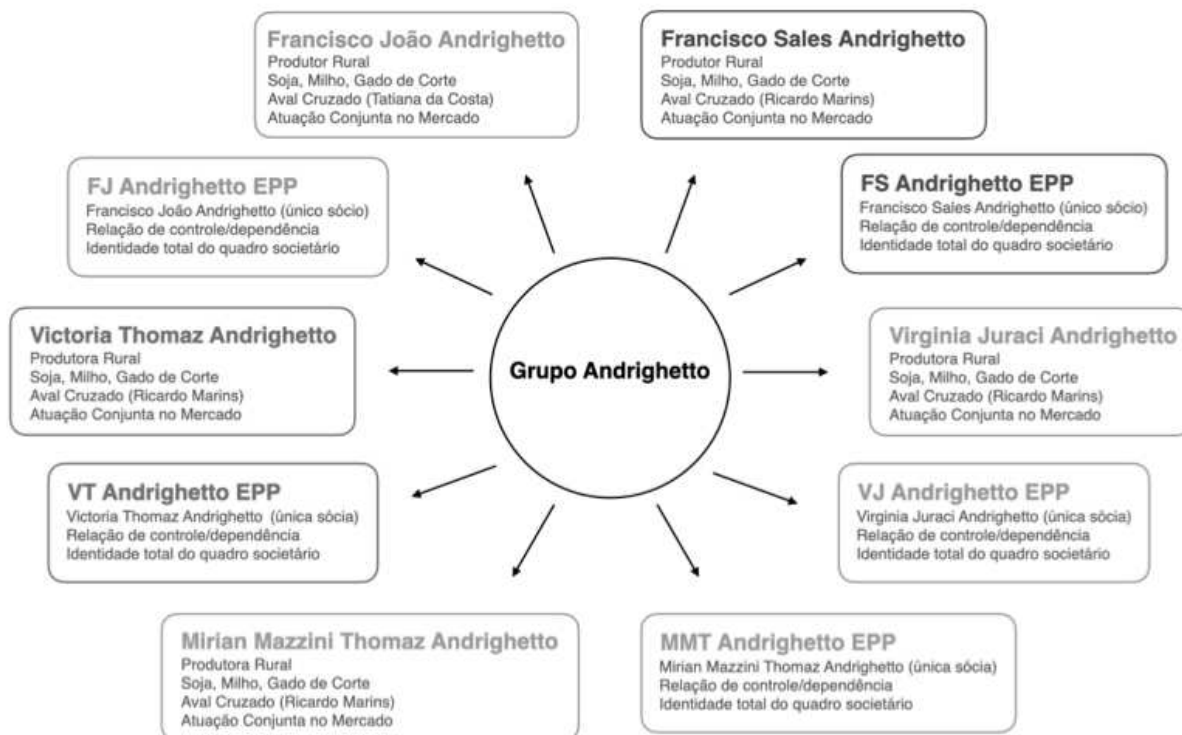 Francisco João Andrighetto
Produtor Rural
Soja, Milho, Gado de Corte
Aval Cruzado (Tatiana da Costa)
Atuação Conjunta no Mercado
Francisco Sales Andrighetto
Produtor Rural
Soja, Milho, Gado de Corte
Aval Cruzado (Ricardo Marins)
Atuação Conjunta no Mercado
FJ Andrighetto EPP
Francisco João Andrighetto (único sócio)
Relação de controle/dependência
Identidade total do quadro societário
FS Andrighetto EPP
Francisco Sales Andrighetto (único sócio)
Relação de controle/dependência
Identidade total do quadro societário
Victoria Thomaz Andrighetto
Produtora Rural
Soja, Milho, Gado de Corte
Aval Cruzado (Ricardo Marins)
Atuação Conjunta no Mercado
Grupo Andrighetto
Virginia Juraci Andrighetto
Produtora Rural
Soja, Milho, Gado de Corte
Aval Cruzado (Ricardo Marins)
Atuação Conjunta no Mercado
VT Andrighetto EPP
Victoria Thomaz Andrighetto (única sócia)
Relação de controle/dependência
Identidade total do quadro societário
VJ Andrighetto EPP
Virginia Juraci Andrighetto (única sócia)
Relação de controle/dependência
Identidade total do quadro societário
Mirian Mazzini Thomaz Andrighetto
Produtora Rural
Soja, Milho, Gado de Corte
Aval Cruzado (Ricardo Marins)
Atuação Conjunta no Mercado
MMT Andrighetto EPP
Mirian Mazzini Thomaz Andrighetto (única sócia)
Relação de controle/dependência
Identidade total do quadro societário